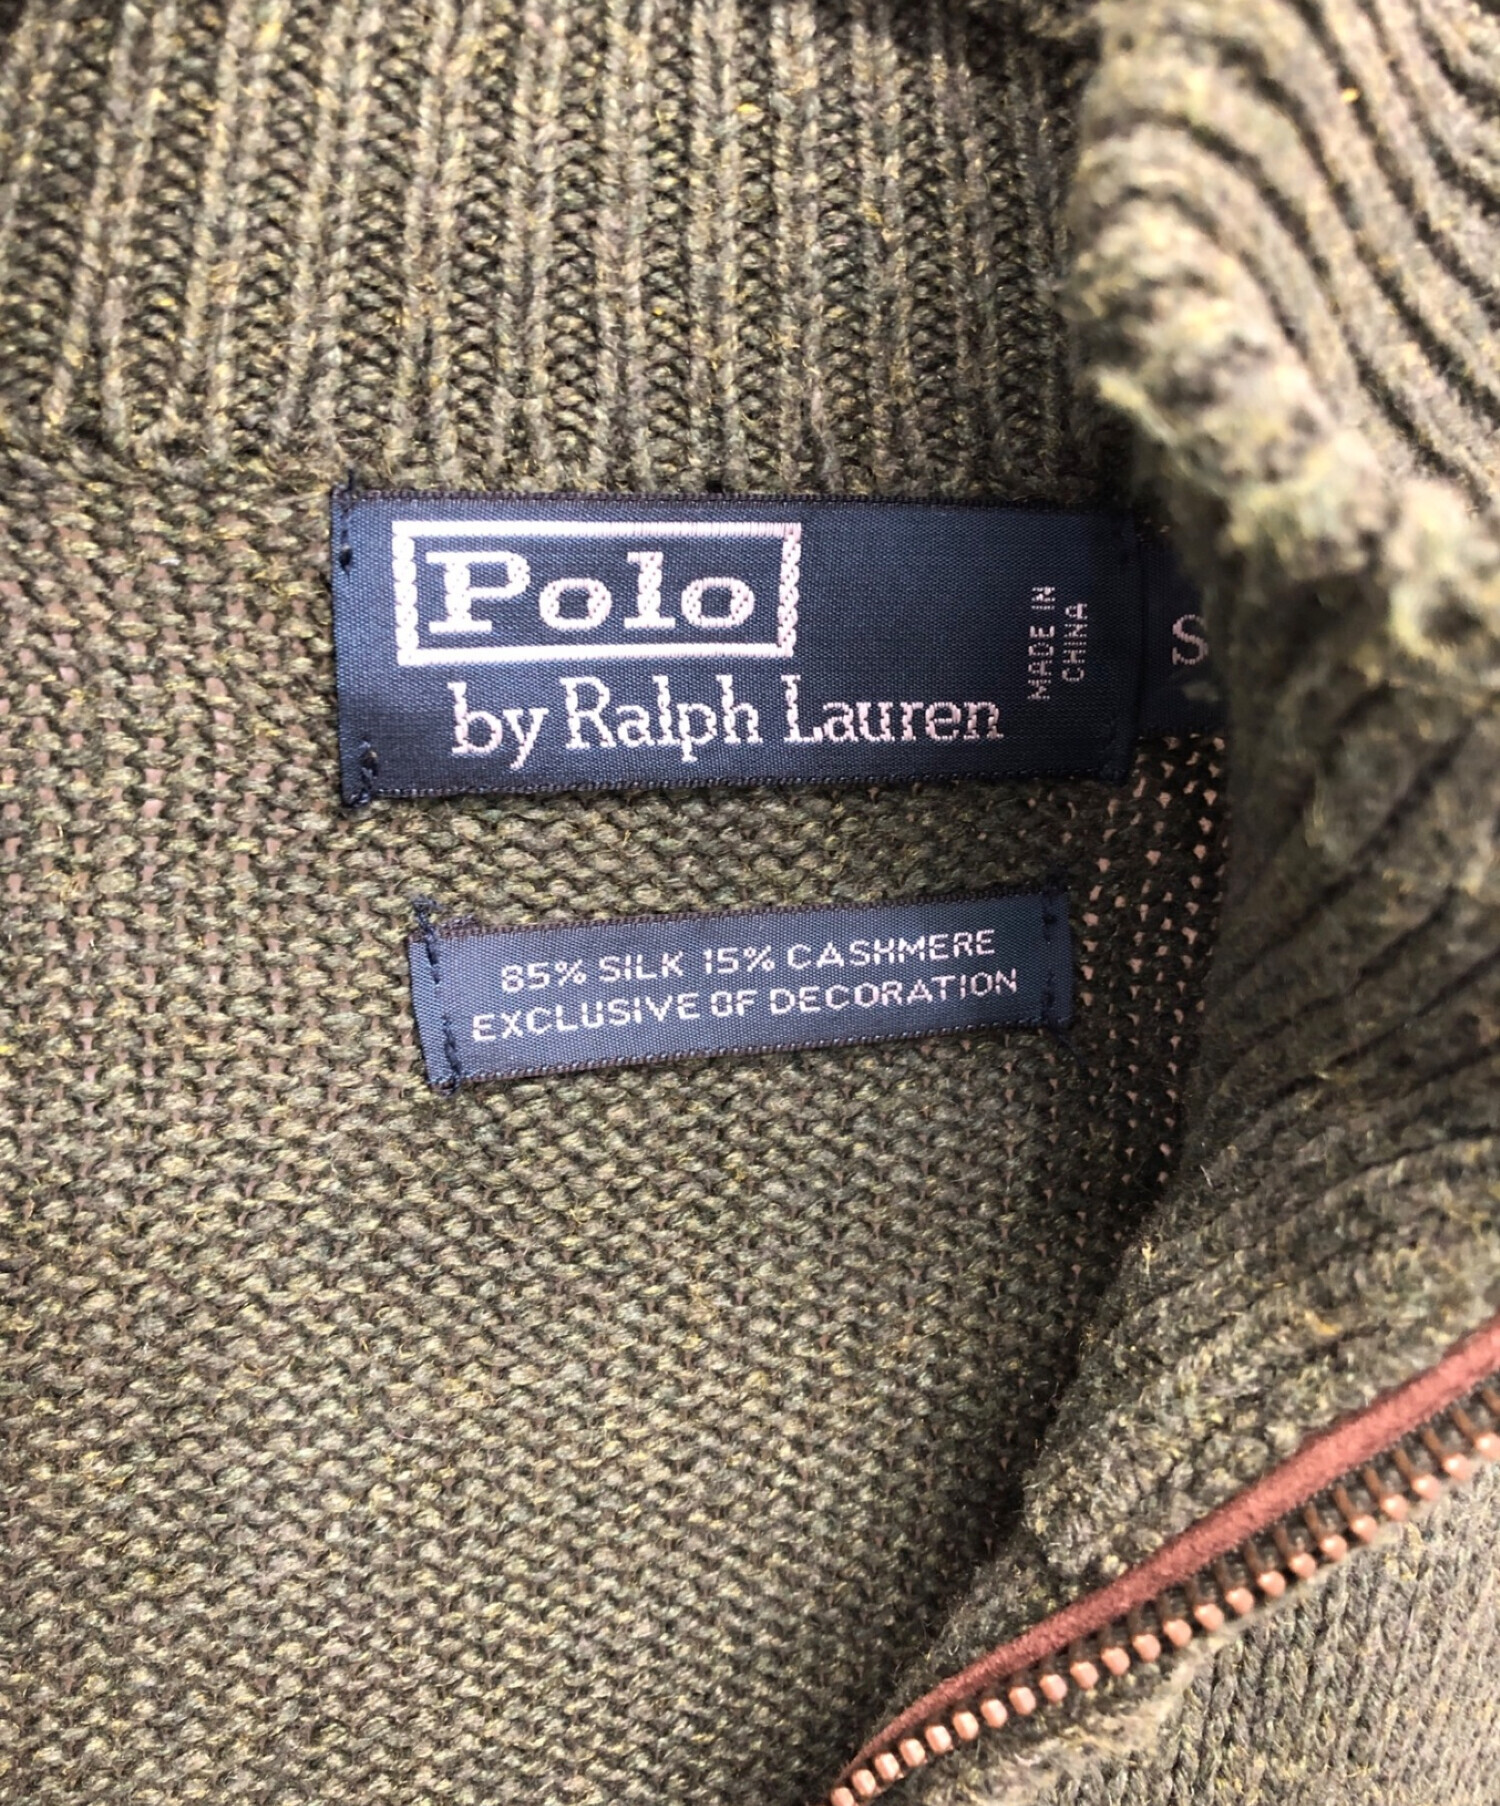 Polo
by Ralph Lauren
MADE IN
CHINA
S
85% SILK 15% CASHMERE
EXCLUSIVE OF DECORATION